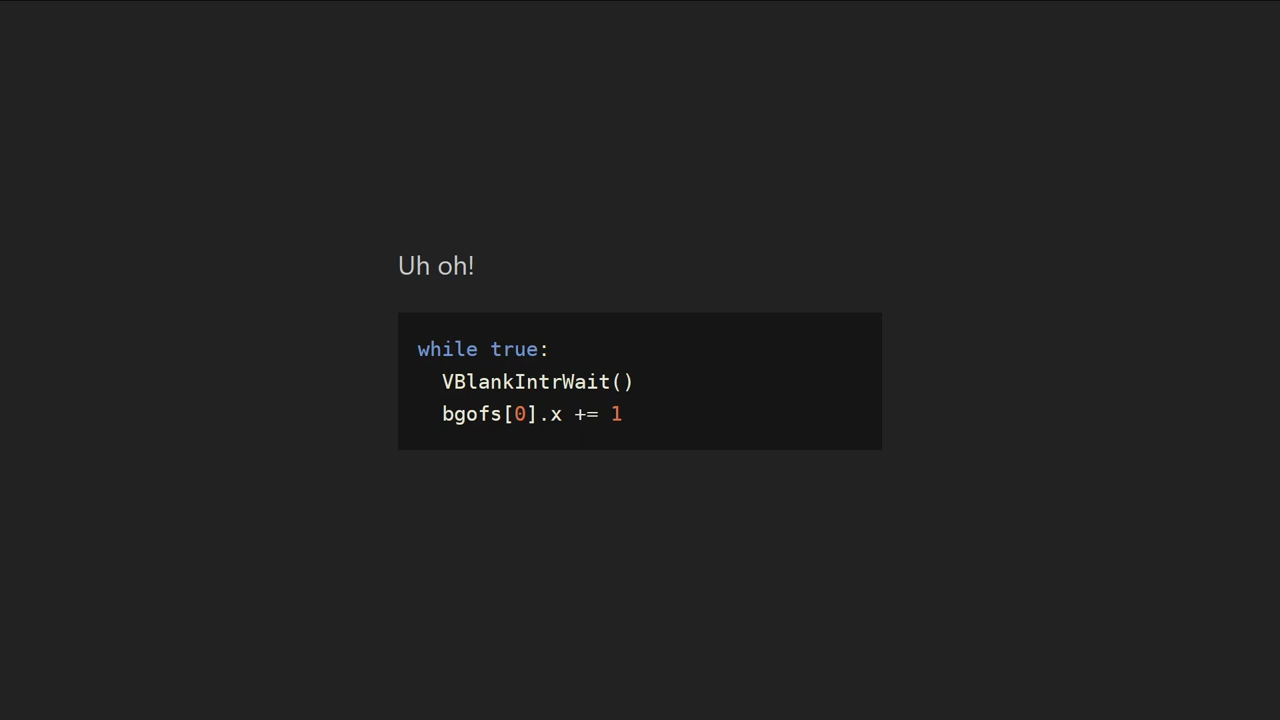 Uh oh!
while true:
  VBlankIntrWait()
  bgofs[0].x += 1